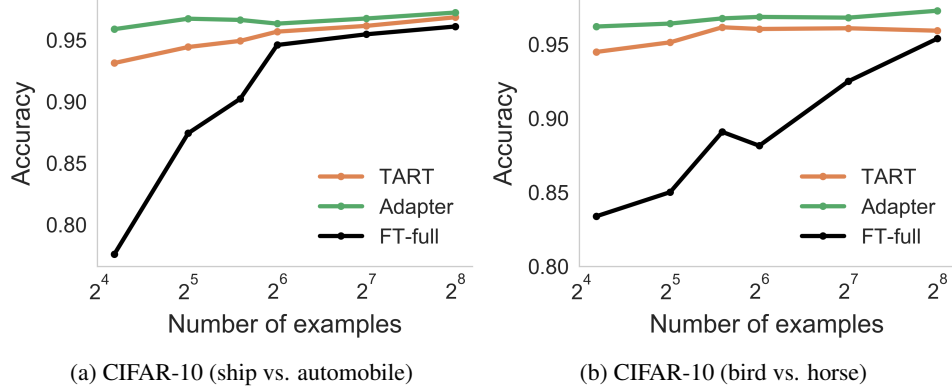 0.95
0.90
0.85
0.80
Accuracy
TART
Adapter
FT-full
2^4 2^5 2^6 2^7 2^8
Number of examples
(a) CIFAR-10 (ship vs. automobile)
0.95
0.90
0.85
0.80
Accuracy
TART
Adapter
FT-full
2^4 2^5 2^6 2^7 2^8
Number of examples
(b) CIFAR-10 (bird vs. horse)